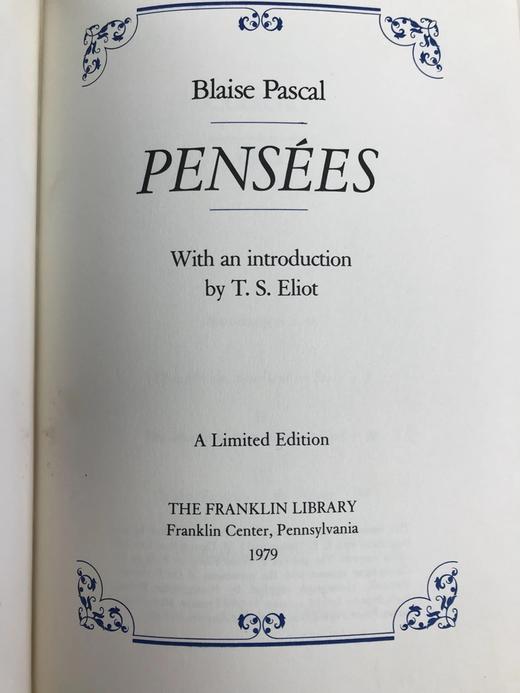 Blaise Pascal
PENSÉES
With an introduction
by T. S. Eliot
A Limited Edition
THE FRANKLIN LIBRARY
Franklin Center, Pennsylvania
1979